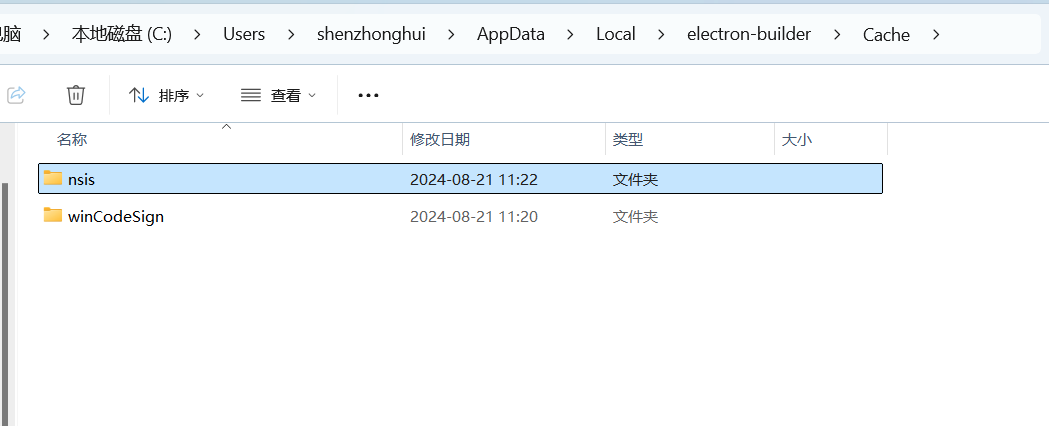 脑 > 本地磁盘 (C:) > Users > shenzhonghui > AppData > Local > electron-builder > Cache >
排序 查看
名称 修改日期 类型 大小
nsis 2024-08-21 11:22 文件夹
winCodeSign 2024-08-21 11:20 文件夹